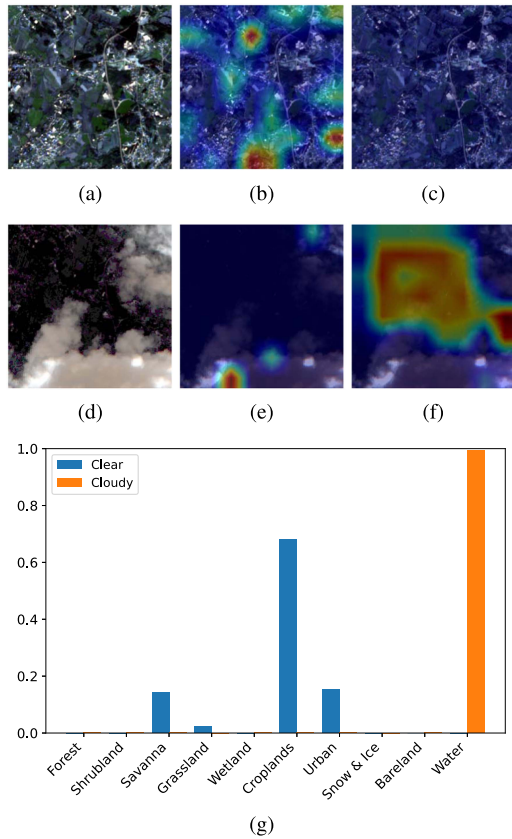 (a) (b) (c)
(d) (e) (f)
1.0
Clear
Cloudy
0.8
0.6
0.4
0.2
0.0
Forest
Shrubland
Savanna
Grassland
Wetland
Croplands
Urban
Snow & Ice
Bareland
Water
(g)